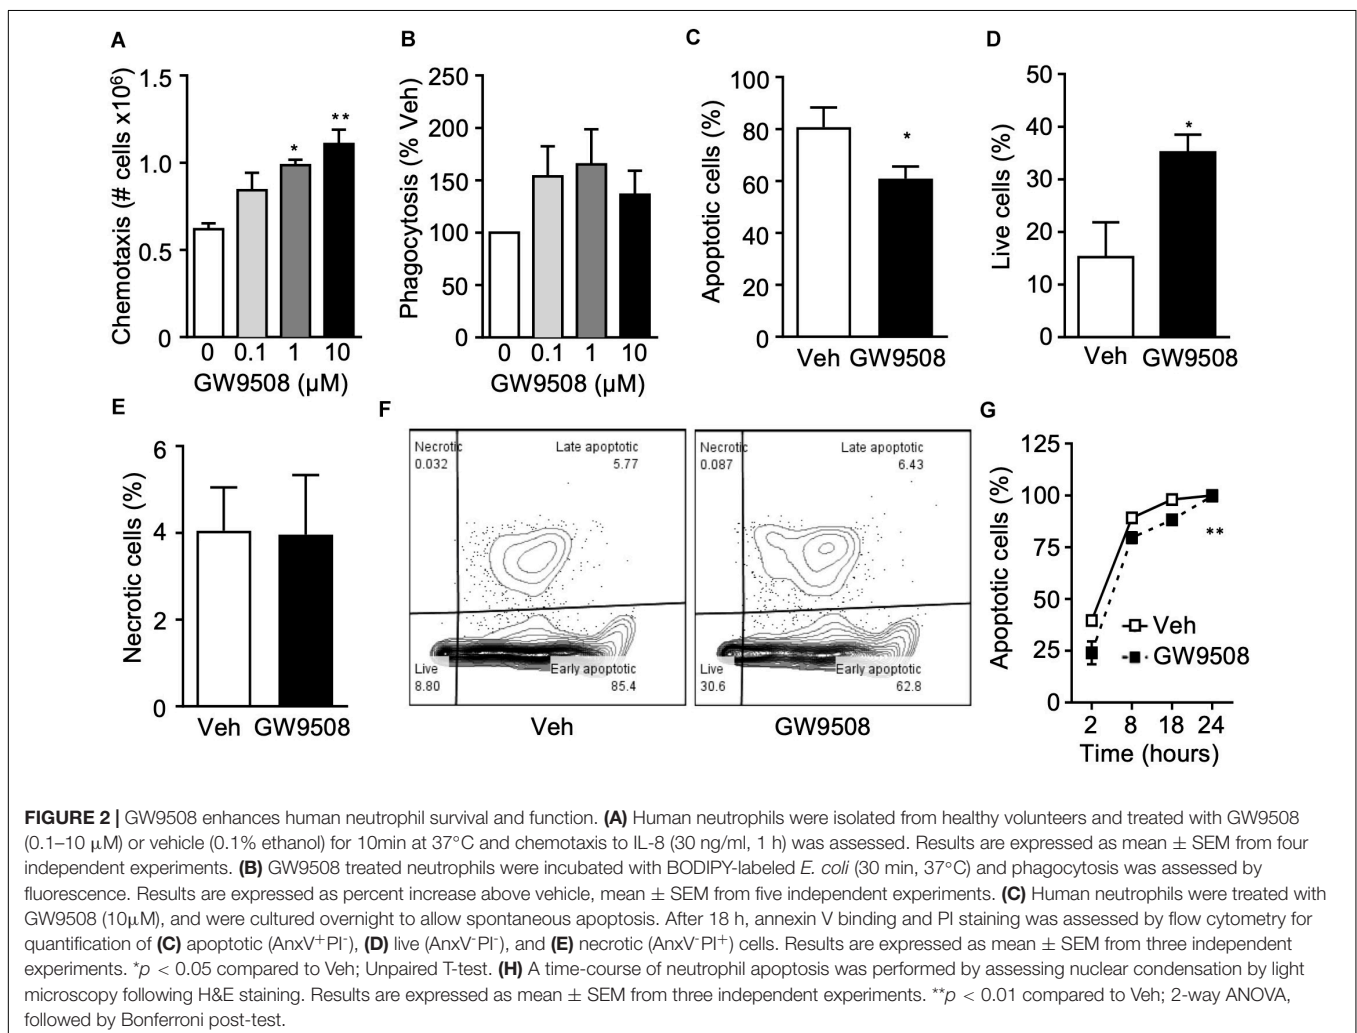 A
Chemotaxis (# cells x10⁶)
1.5
1.0
0.5
0
*
**
0 0.1 1 10
GW9508 (µM)
B
Phagocytosis (% Veh)
250
200
150
100
50
0
0 0.1 1 10
GW9508 (µM)
C
Apoptotic cells (%)
100
80
60
40
20
0
*
Veh GW9508
D
Live cells (%)
50
40
30
20
10
0
*
Veh GW9508
E
Necrotic cells (%)
6
4
2
0
Veh GW9508
F
Necrotic Late apoptotic
0.032 5.77
Live Early apoptotic
8.80 85.4
Veh
Necrotic Late apoptotic
0.087 6.43
Live Early apoptotic
30.6 62.8
GW9508
G
Apoptotic cells (%)
125
100
75
50
25
0
**
Veh
GW9508
2 8 18 24
Time (hours)
FIGURE 2 | GW9508 enhances human neutrophil survival and function. (A) Human neutrophils were isolated from healthy volunteers and treated with GW9508
(0.1–10 µM) or vehicle (0.1% ethanol) for 10min at 37°C and chemotaxis to IL-8 (30 ng/ml, 1 h) was assessed. Results are expressed as mean ± SEM from four
independent experiments. (B) GW9508 treated neutrophils were incubated with BODIPY-labeled E. coli (30 min, 37°C) and phagocytosis was assessed by
fluorescence. Results are expressed as percent increase above vehicle, mean ± SEM from five independent experiments. (C) Human neutrophils were treated with
GW9508 (10µM), and were cultured overnight to allow spontaneous apoptosis. After 18 h, annexin V binding and PI staining was assessed by flow cytometry for
quantification of (C) apoptotic (AnxV⁺PI⁻), (D) live (AnxV⁻PI⁻), and (E) necrotic (AnxV⁻PI⁺) cells. Results are expressed as mean ± SEM from three independent
experiments. *p < 0.05 compared to Veh; Unpaired T-test. (H) A time-course of neutrophil apoptosis was performed by assessing nuclear condensation by light
microscopy following H&E staining. Results are expressed as mean ± SEM from three independent experiments. **p < 0.01 compared to Veh; 2-way ANOVA,
followed by Bonferroni post-test.